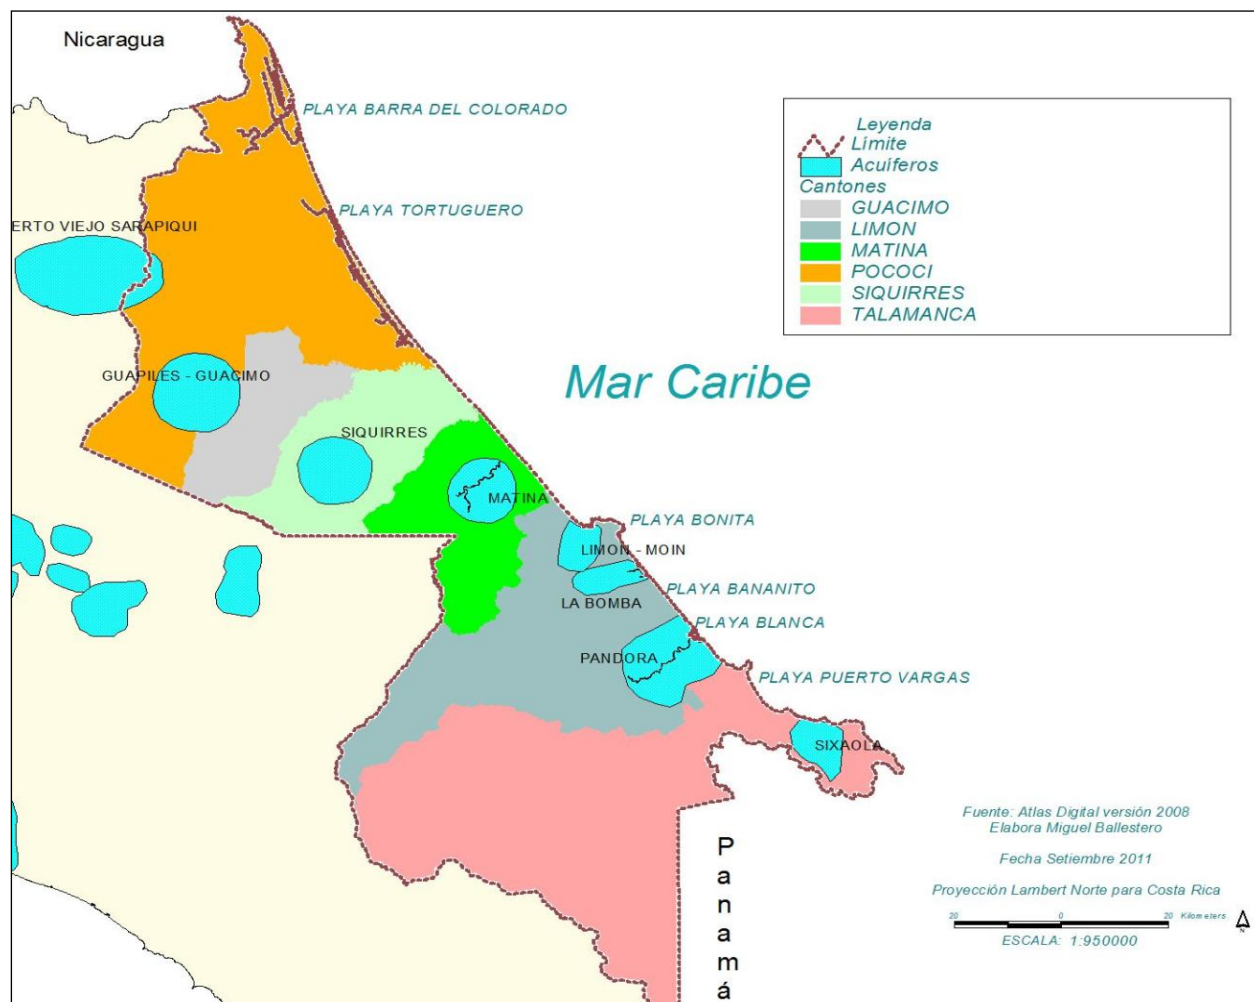 Nicaragua
PLAYA BARRA DEL COLORADO
PLAYA TORTUGUERO
ERTO VIEJO SARAPIQUI
GUAPILES - GUACIMO
SIQUIRRES
MATINA
Mar Caribe
PLAYA BONITA
LIMON - MOIN
PLAYA BANANITO
LA BOMBA
PLAYA BLANCA
PANDORA
PLAYA PUERTO VARGAS
SIXAOLA
P
a
n
a
m
á
Leyenda
Límite
Acuíferos
Cantones
GUACIMO
LIMON
MATINA
POCOCI
SIQUIRRES
TALAMANCA
Fuente: Atlas Digital versión 2008
Elabora Miguel Ballestero
Fecha Setiembre 2011
Proyección Lambert Norte para Costa Rica
20 0 20 Kilometers
N
ESCALA: 1:950000